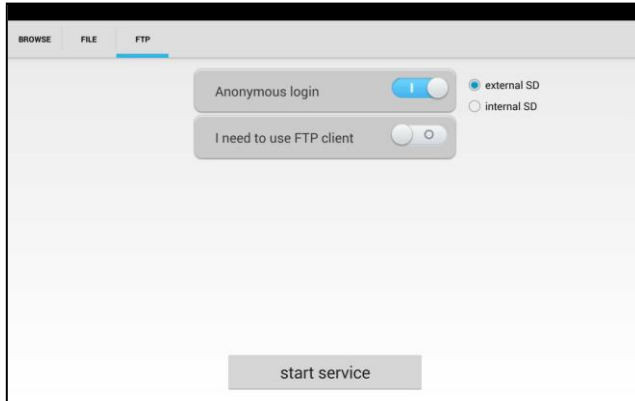 BROWSE FILE FTP
Anonymous login
external SD
internal SD
I need to use FTP client
start service